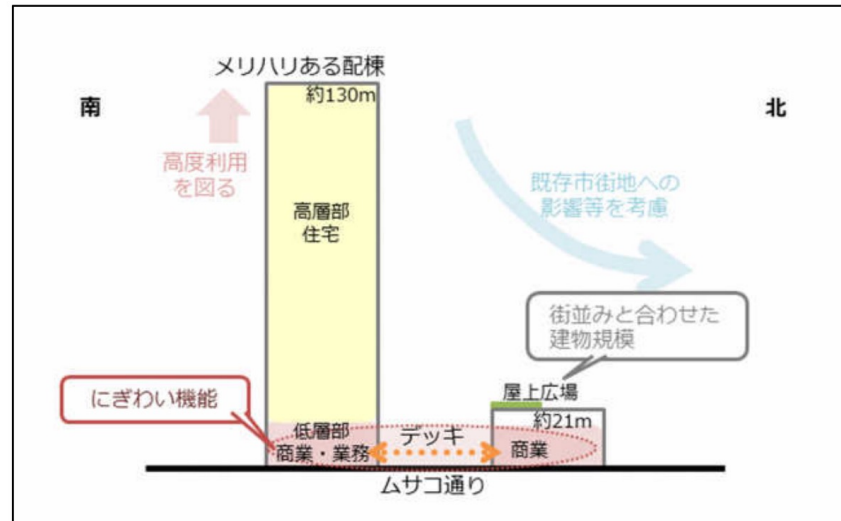 メリハリある配棟
約130m
南
北
高度利用
を図る
既存市街地への
影響等を考慮
高層部
住宅
街並みと合わせた
建物規模
にぎわい機能
屋上広場
約21m
低層部
商業・業務
デッキ
商業
ムサコ通り